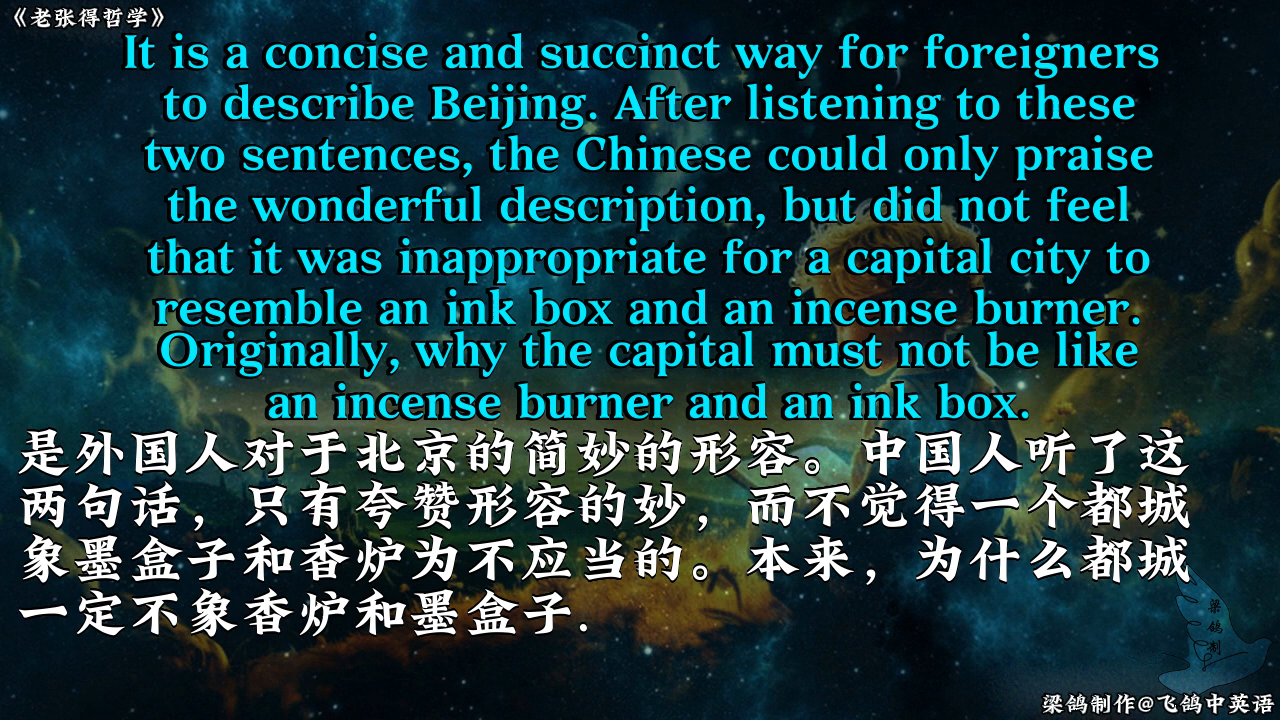 《老张得哲学》
It is a concise and succinct way for foreigners
to describe Beijing. After listening to these
two sentences, the Chinese could only praise
the wonderful description, but did not feel
that it was inappropriate for a capital city to
resemble an ink box and an incense burner.
Originally, why the capital must not be like
an incense burner and an ink box.
是外国人对于北京的简妙的形容。中国人听了这
两句话，只有夸赞形容的妙，而不觉得一个都城
象墨盒子和香炉为不应当的。本来，为什么都城
一定不象香炉和墨盒子.
梁鸽制
梁鸽制作@飞鸽中英语